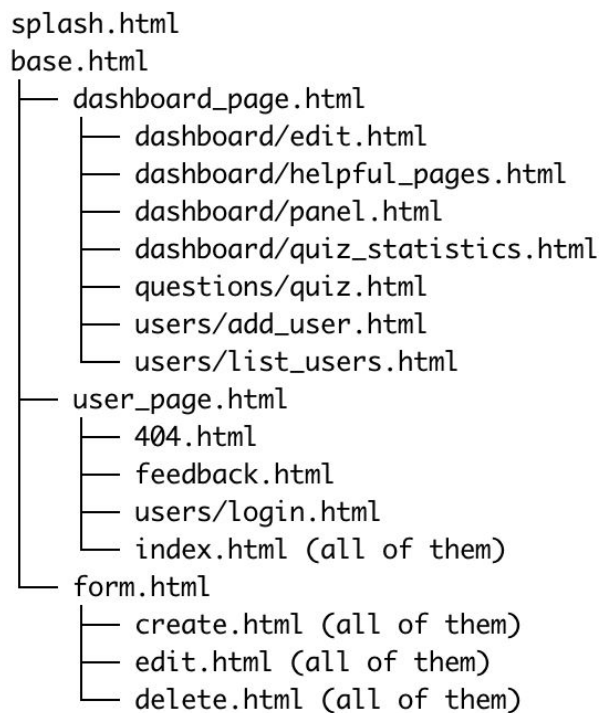 splash.html
base.html
dashboard_page.html
dashboard/edit.html
dashboard/helpful_pages.html
dashboard/panel.html
dashboard/quiz_statistics.html
questions/quiz.html
users/add_user.html
users/list_users.html
user_page.html
404.html
feedback.html
users/login.html
index.html (all of them)
form.html
create.html (all of them)
edit.html (all of them)
delete.html (all of them)